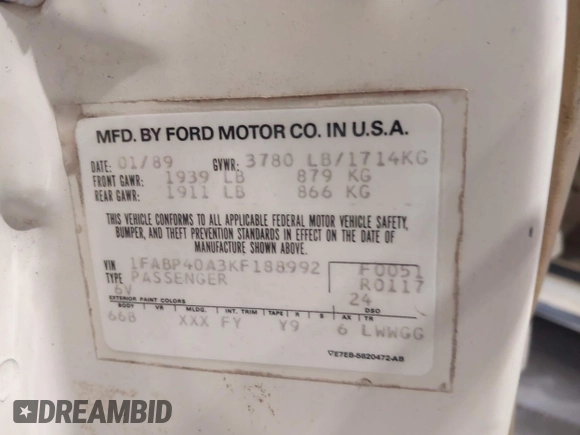 MFD. BY FORD MOTOR CO. IN U.S.A.
DATE: 01/89 GVWR: 3780 LB/1714KG
FRONT GAWR: 1939 LB 879 KG
REAR GAWR: 1911 LB 866 KG
THIS VEHICLE CONFORMS TO ALL APPLICABLE FEDERAL MOTOR VEHICLE SAFETY,
BUMPER, AND THEFT PREVENTION STANDARDS IN EFFECT ON THE DATE OF
MANUFACTURE SHOWN ABOVE.
VIN 1FABP40A3KF188992 F0051
TYPE PASSENGER R0117
6V 24
EXTERIOR PAINT COLORS DSO
BODY VR MLDG. INT. TRIM TAPE R S AX TR
66B XXX FY Y9 6 LWWGG
E7EB-5820472-AB
DREAMBID